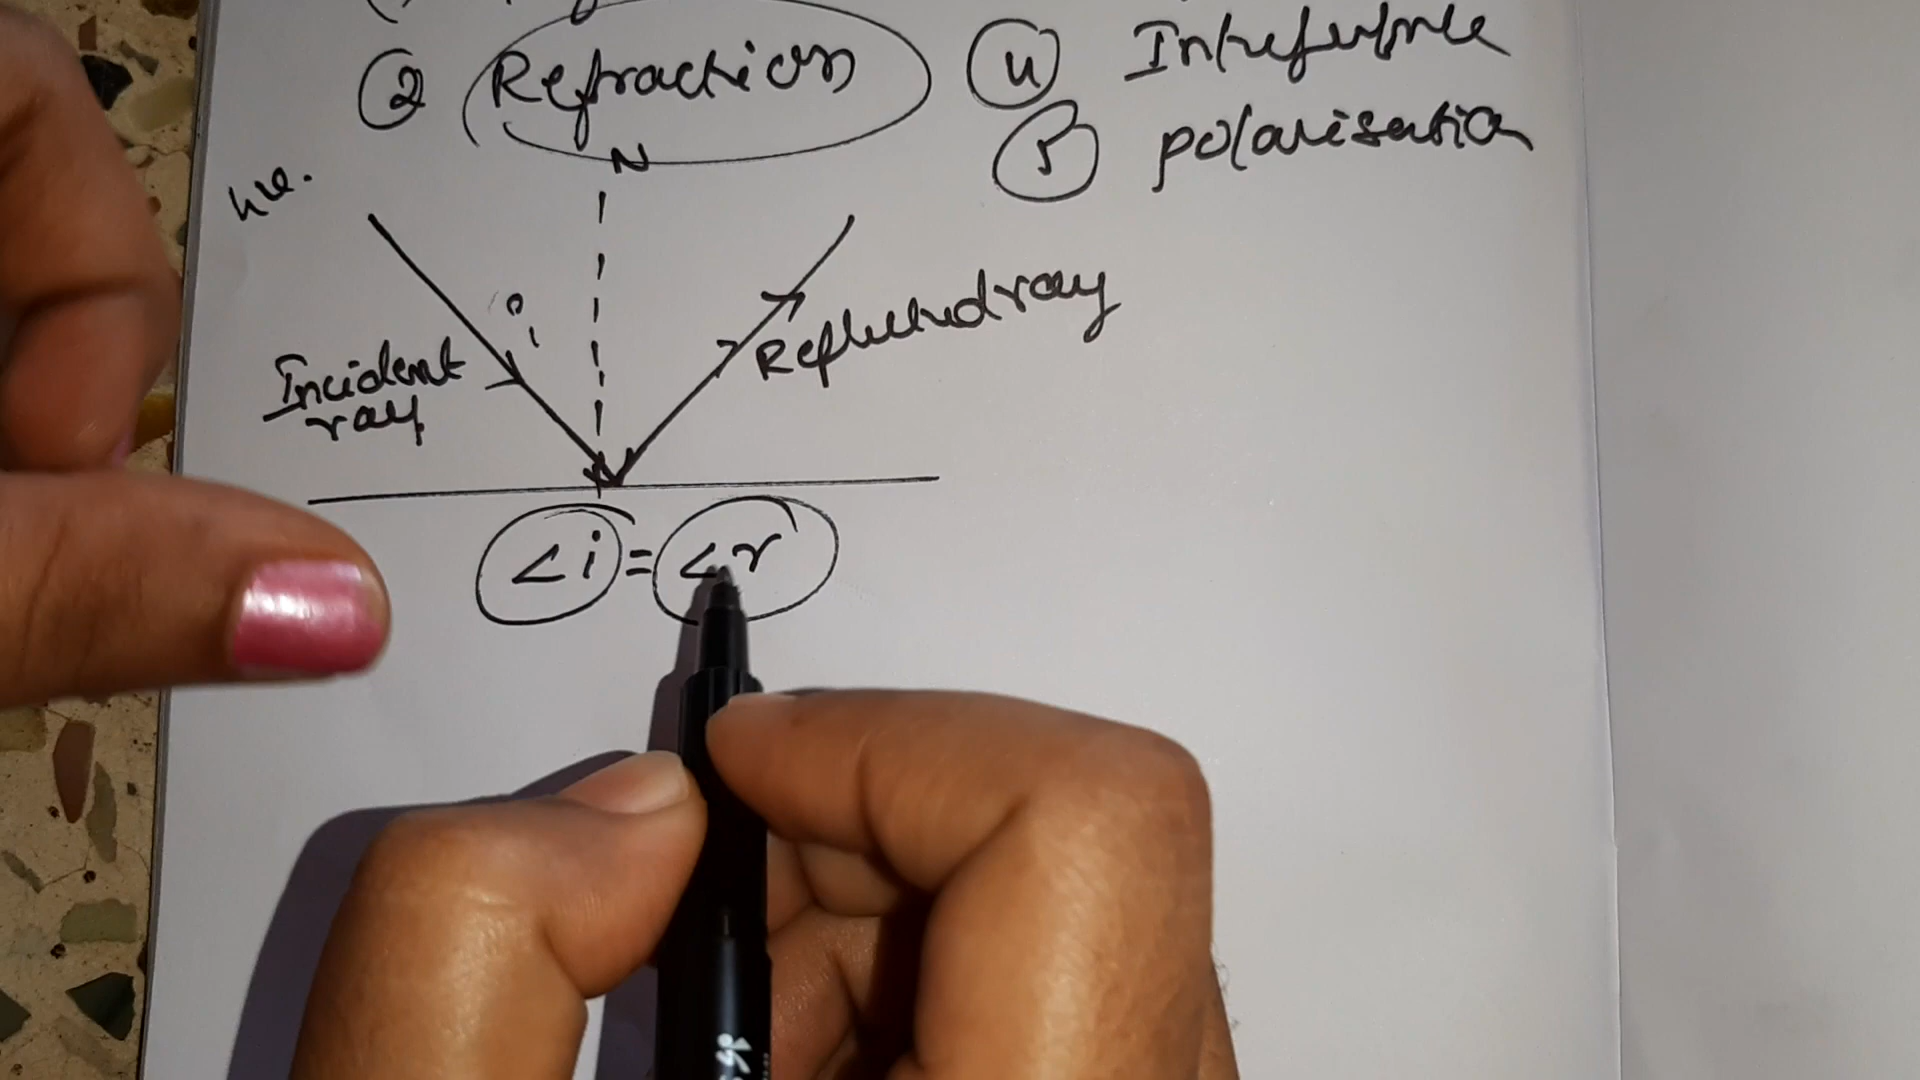 ② Refraction
④ Interference
⑤ polarisation
N
i
Incident
ray
Reflected ray
∠i = ∠r